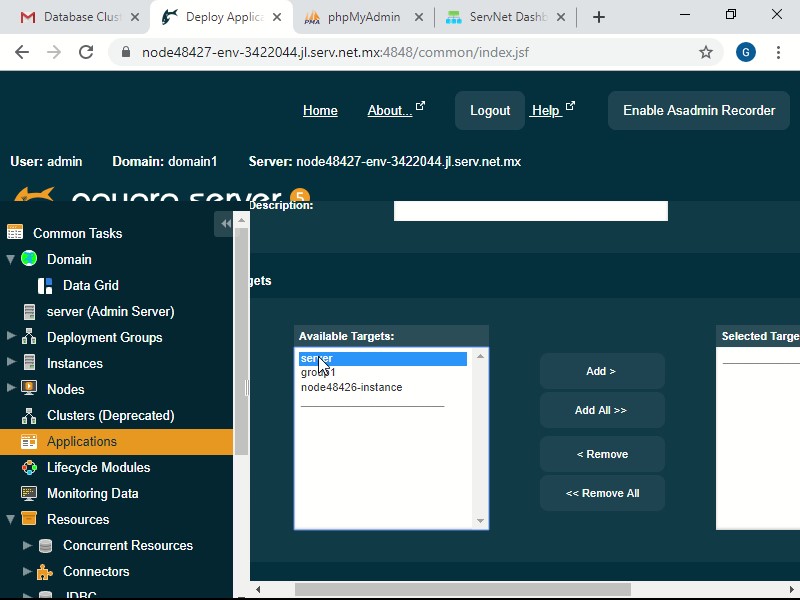 Database Clust
Deploy Applica
phpMyAdmin
ServNet Dashb
node48427-env-3422044.jl.serv.net.mx:4848/common/index.jsf
G
Home
About...
Logout
Help
Enable Asadmin Recorder
User: admin
Domain: domain1
Server: node48427-env-3422044.jl.serv.net.mx
payara server 5
Common Tasks
Domain
Data Grid
server (Admin Server)
Deployment Groups
Instances
Nodes
Clusters (Deprecated)
Applications
Lifecycle Modules
Monitoring Data
Resources
Concurrent Resources
Connectors
JDBC
Description:
gets
Available Targets:
server
group1
node48426-instance
Add >
Add All >>
< Remove
<< Remove All
Selected Targe